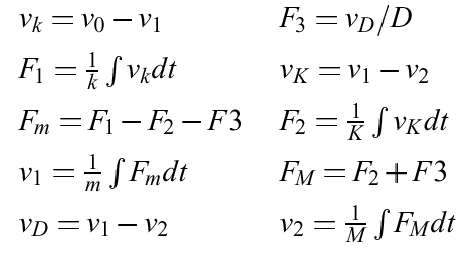 v_k = v_0 − v_1
F_1 = 1/k ∫ v_k dt
F_m = F_1 − F_2 − F3
v_1 = 1/m ∫ F_m dt
v_D = v_1 − v_2
F_3 = v_D/D
v_K = v_1 − v_2
F_2 = 1/K ∫ v_K dt
F_M = F_2 + F3
v_2 = 1/M ∫ F_M dt